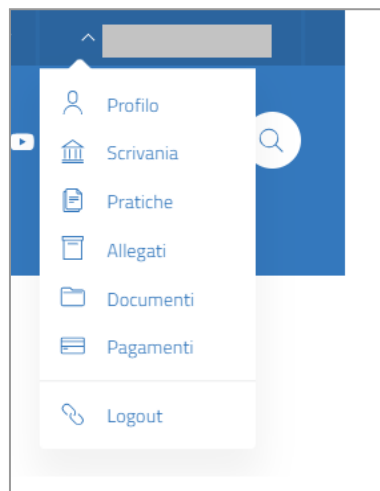 Profilo
Scrivania
Pratiche
Allegati
Documenti
Pagamenti
Logout